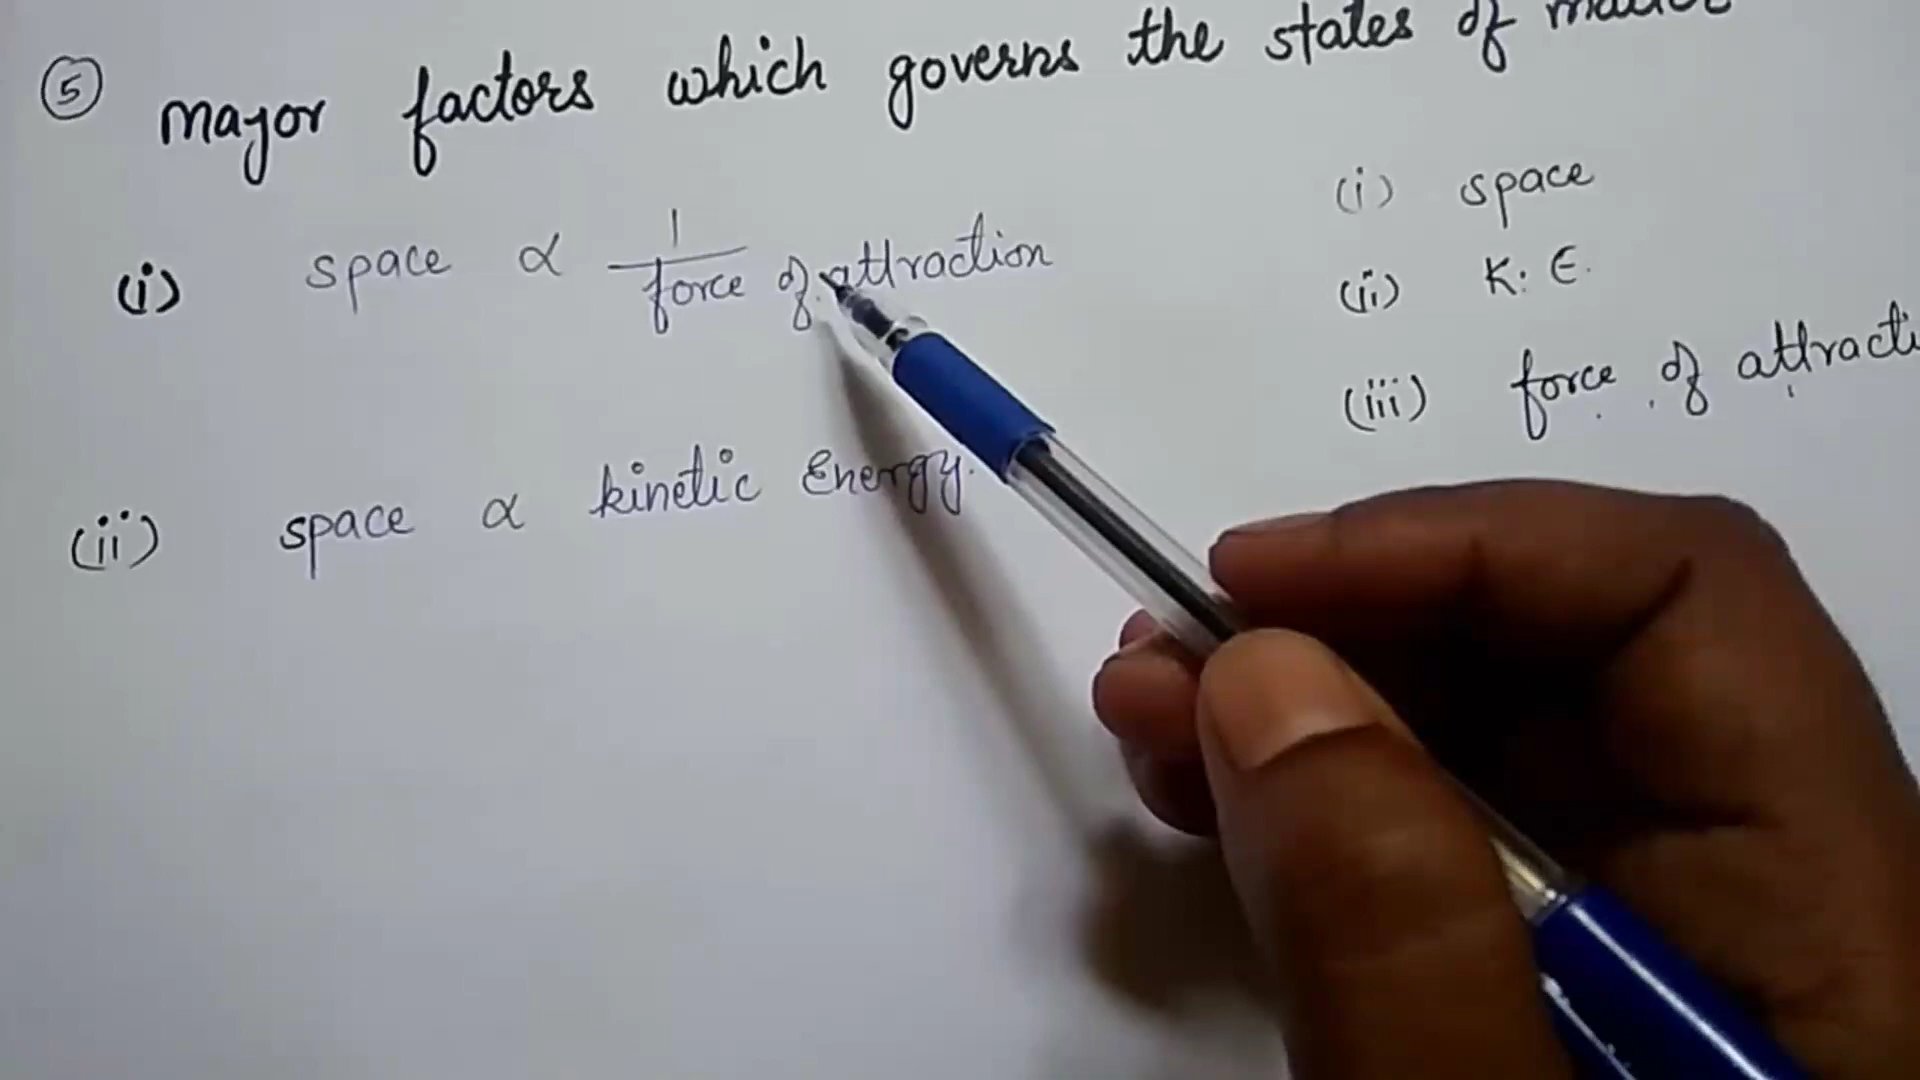 5 major factors which governs the states of matter
(i) space ∝ 1/force of attraction
(ii) space ∝ kinetic Energy.
(i) space
(ii) K.E.
(iii) force of attracti